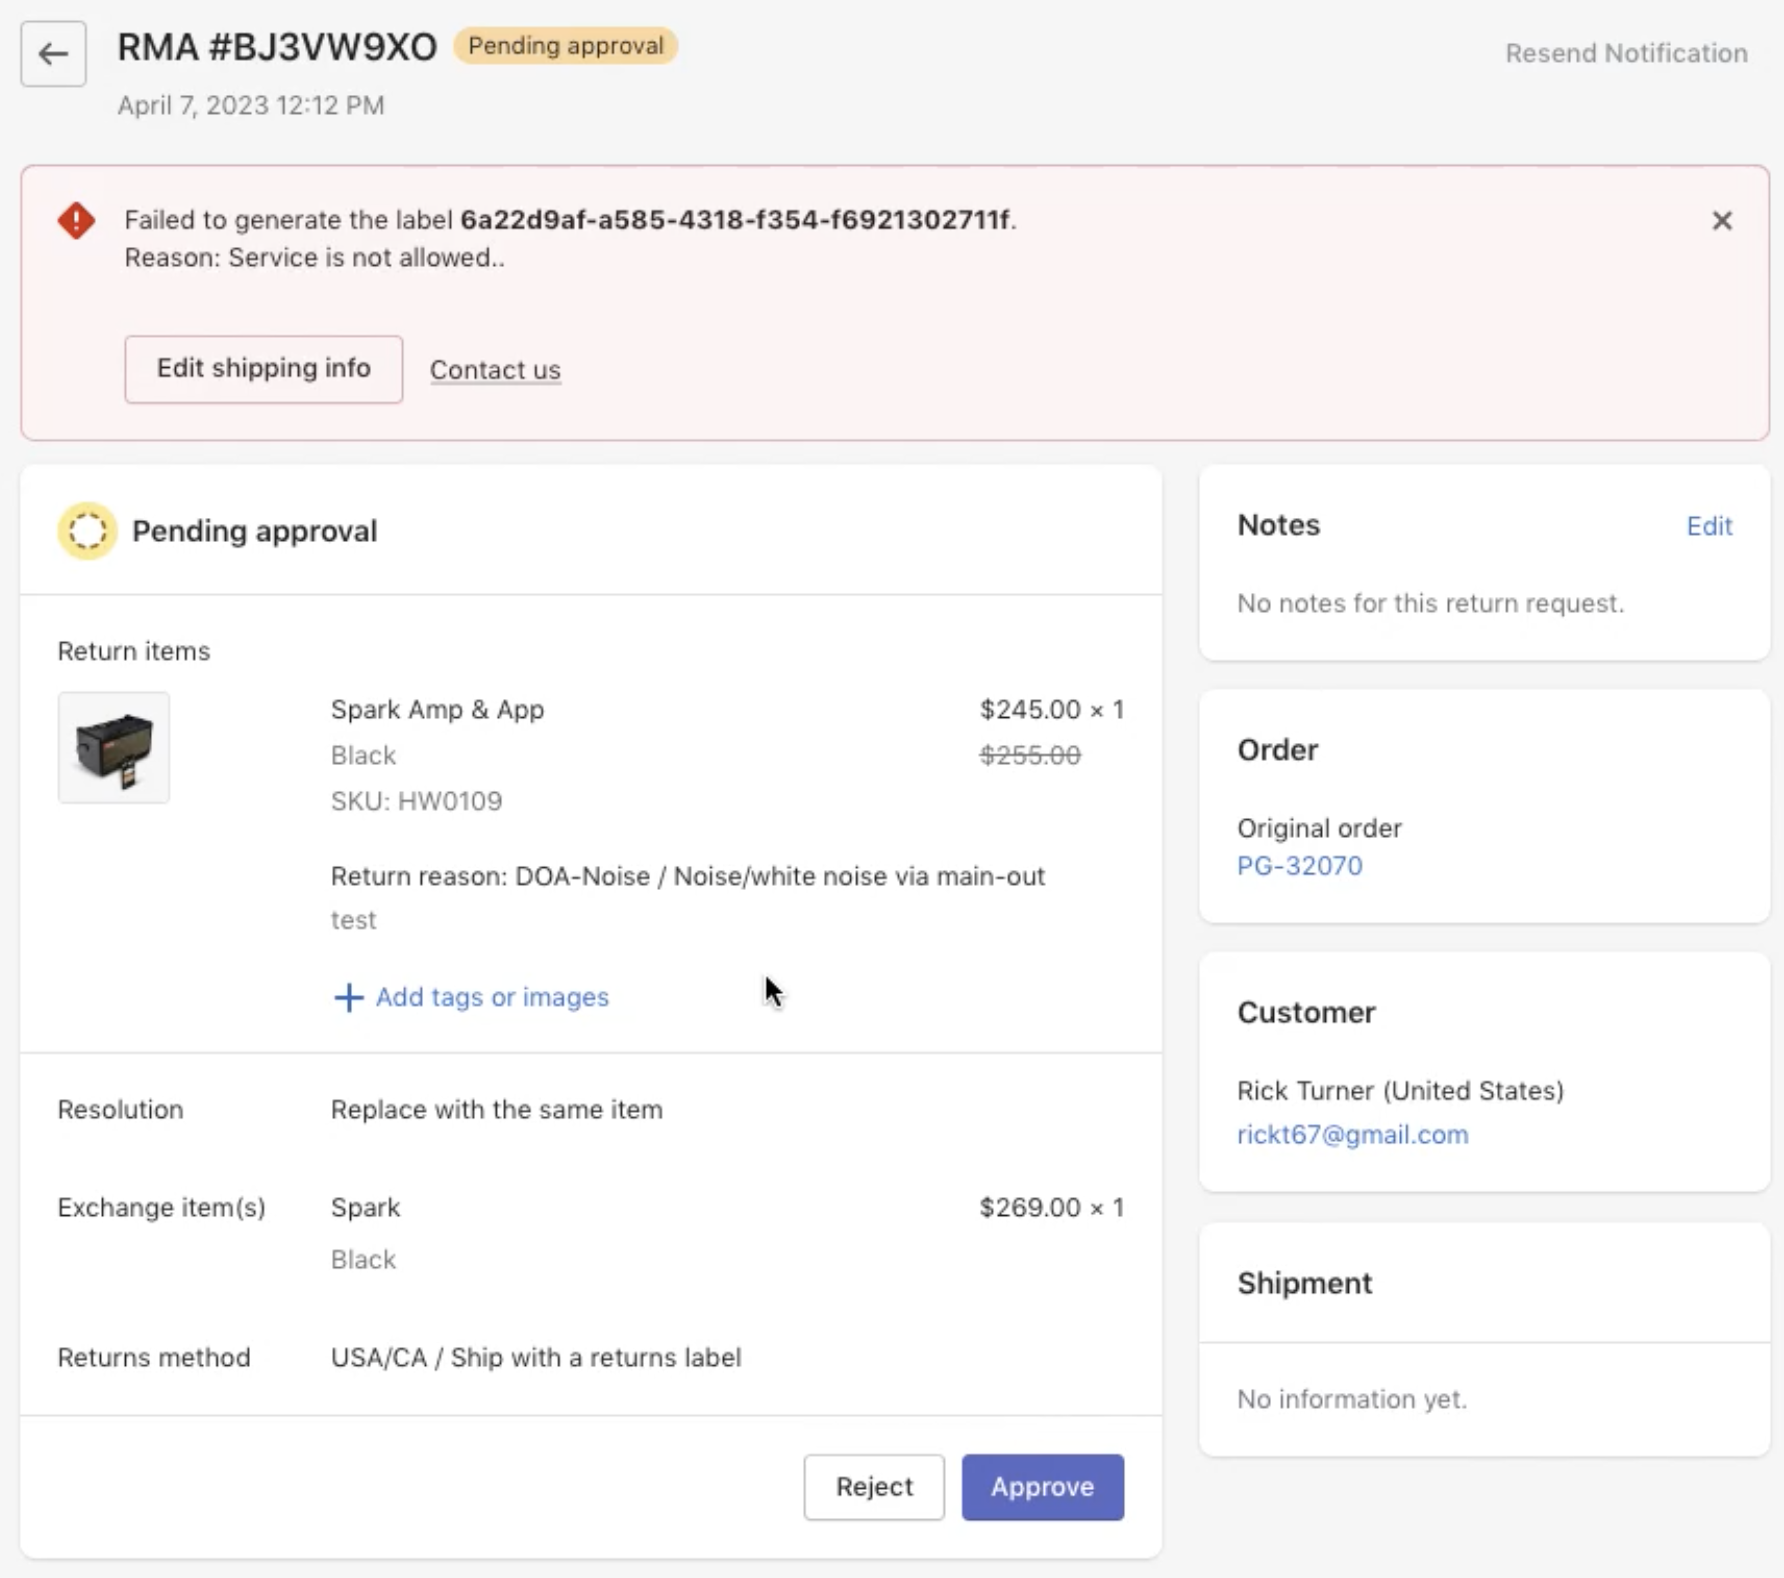 RMA #BJ3VW9XO
Pending approval
Resend Notification
April 7, 2023 12:12 PM
Failed to generate the label 6a22d9af-a585-4318-f354-f6921302711f.
Reason: Service is not allowed..
Edit shipping info
Contact us
Pending approval
Return items
Spark Amp & App
$245.00 × 1
Black
$255.00
SKU: HW0109
Return reason: DOA-Noise / Noise/white noise via main-out
test
Add tags or images
Resolution
Replace with the same item
Exchange item(s)
Spark
$269.00 × 1
Black
Returns method
USA/CA / Ship with a returns label
Reject
Approve
Notes
Edit
No notes for this return request.
Order
Original order
PG-32070
Customer
Rick Turner (United States)
rickt67@gmail.com
Shipment
No information yet.